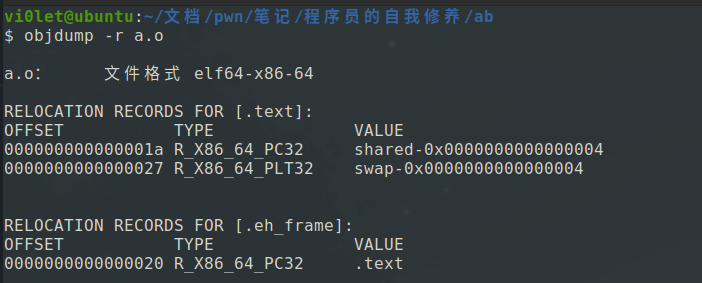 vi0let@ubuntu:~/文档/pwn/笔记/程序员的自我修养/ab
$ objdump -r a.o
a.o：     文件格式 elf64-x86-64
RELOCATION RECORDS FOR [.text]:
OFFSET           TYPE              VALUE
000000000000001a R_X86_64_PC32     shared-0x0000000000000004
0000000000000027 R_X86_64_PLT32    swap-0x0000000000000004
RELOCATION RECORDS FOR [.eh_frame]:
OFFSET           TYPE              VALUE
0000000000000020 R_X86_64_PC32     .text